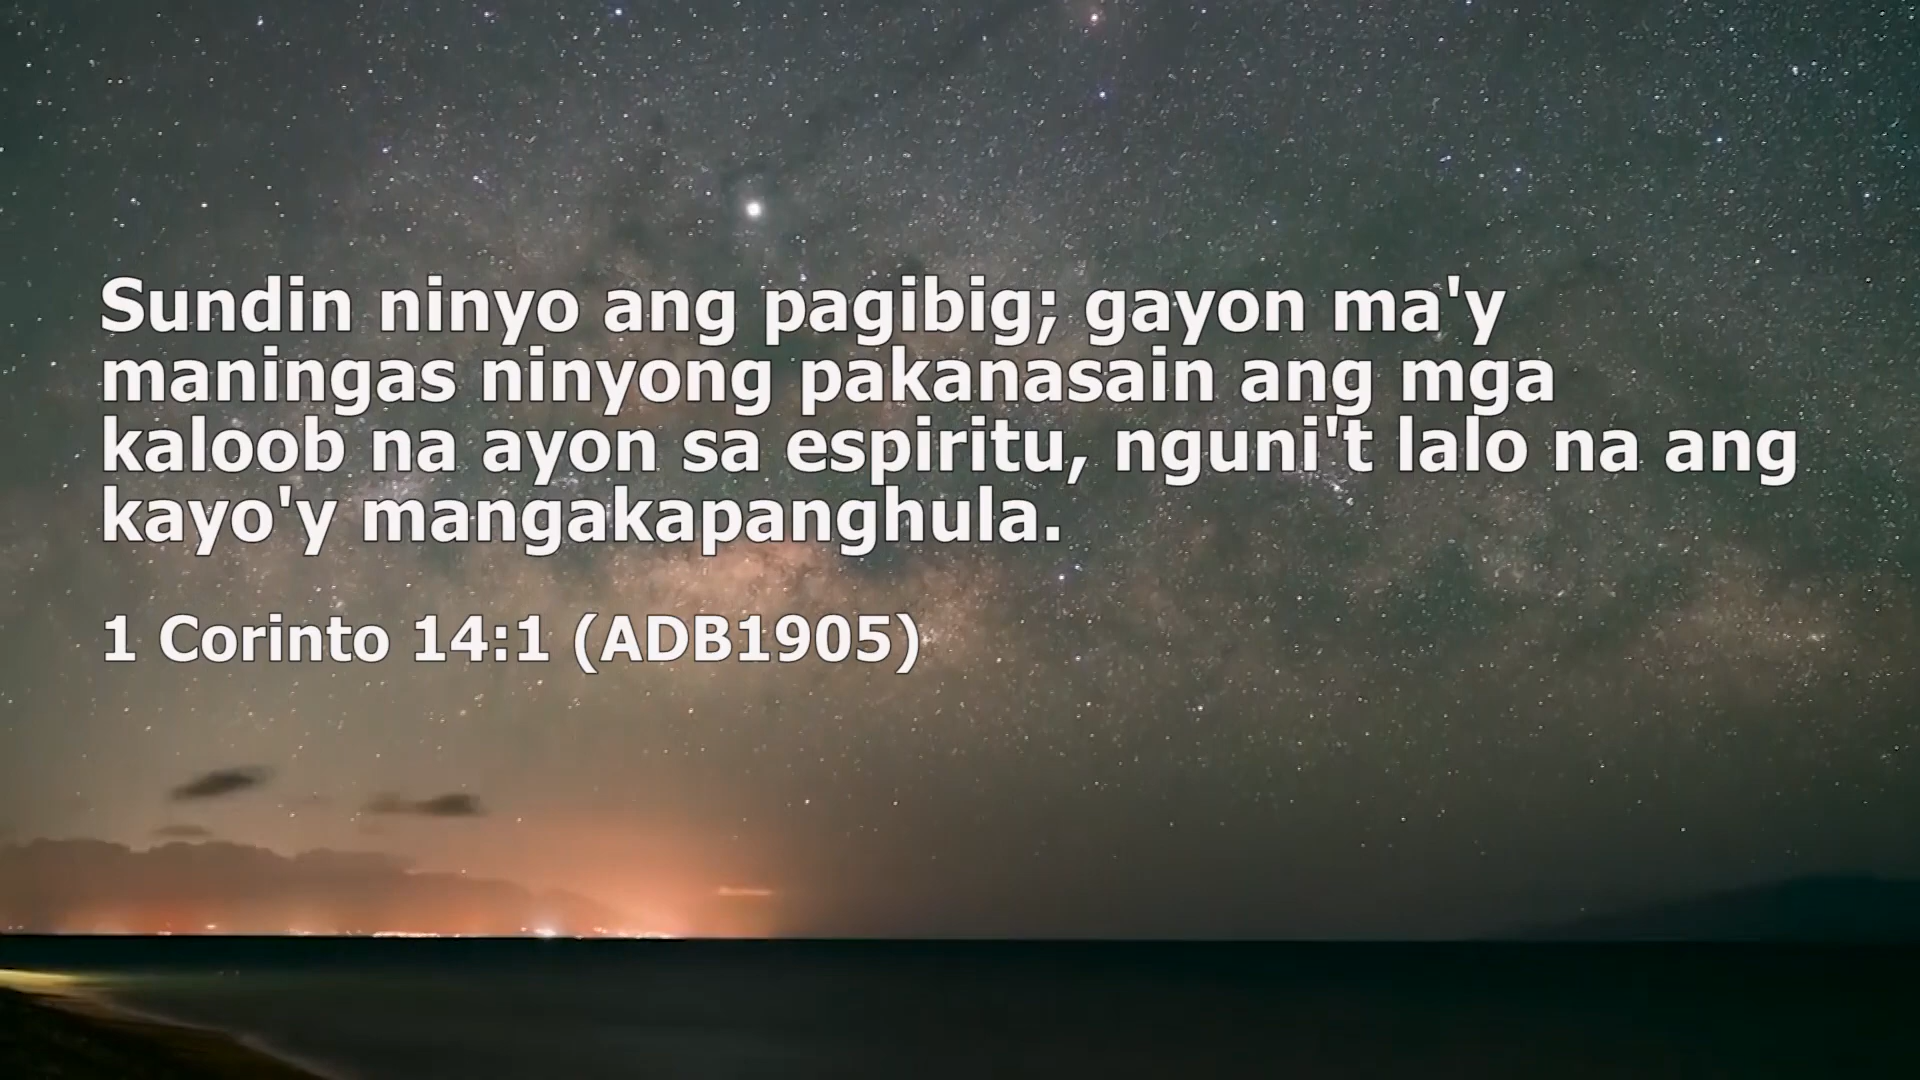 Sundin ninyo ang pagibig; gayon ma'y
maningas ninyong pakanasain ang mga
kaloob na ayon sa espiritu, nguni't lalo na ang
kayo'y mangakapanghula.
1 Corinto 14:1 (ADB1905)